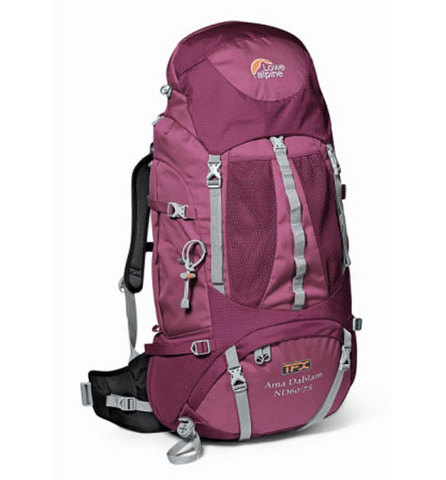 Lowe
alpine
TFX
Ama Dablam
ND60:75